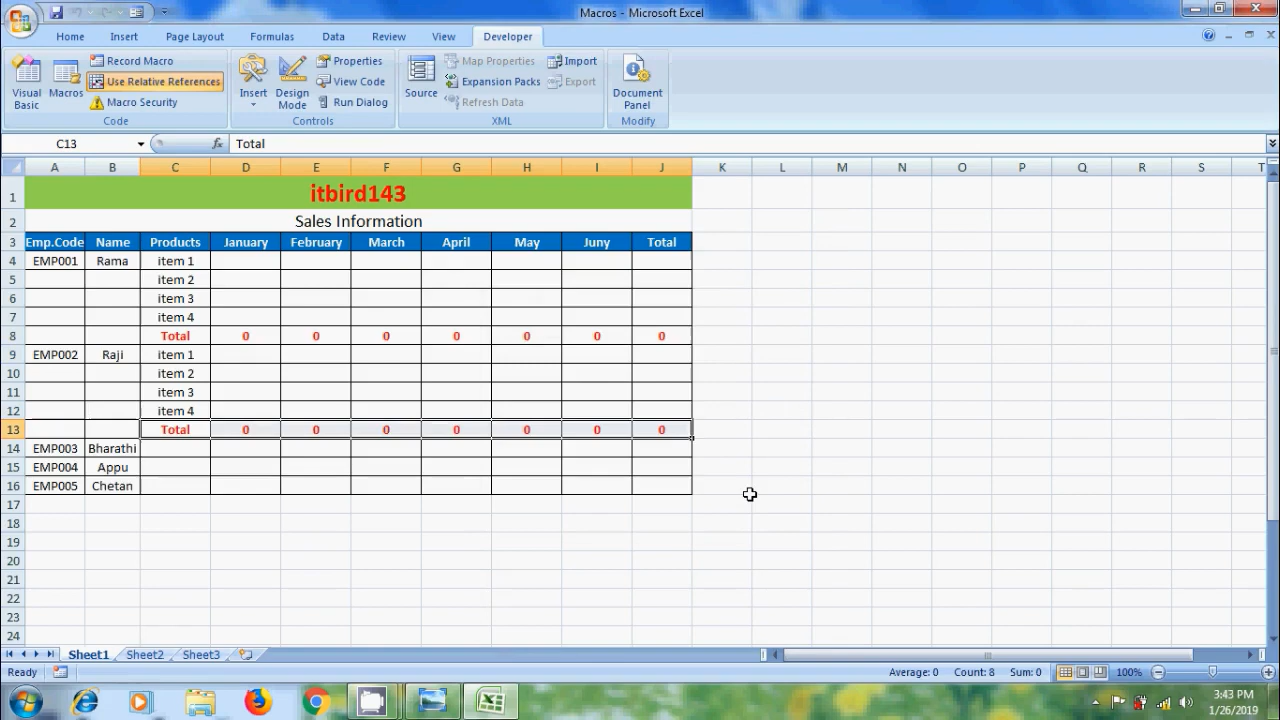 Macros - Microsoft Excel
Home Insert Page Layout Formulas Data Review View Developer
Visual Basic
Macros
Record Macro
Use Relative References
Macro Security
Code
Insert
Design Mode
Properties
View Code
Run Dialog
Controls
Source
Map Properties
Expansion Packs
Refresh Data
Import
Export
XML
Document Panel
Modify
C13 fx Total
A B C D E F G H I J K L M N O P Q R S T
1 itbird143
2 Sales Information
3 Emp.Code Name Products January February March April May Juny Total
4 EMP001 Rama item 1
5 item 2
6 item 3
7 item 4
8 Total 0 0 0 0 0 0 0
9 EMP002 Raji item 1
10 item 2
11 item 3
12 item 4
13 Total 0 0 0 0 0 0 0
14 EMP003 Bharathi
15 EMP004 Appu
16 EMP005 Chetan
17
18
19
20
21
22
23
24
Sheet1 Sheet2 Sheet3
Ready Average: 0 Count: 8 Sum: 0 100%
3:43 PM
1/26/2019